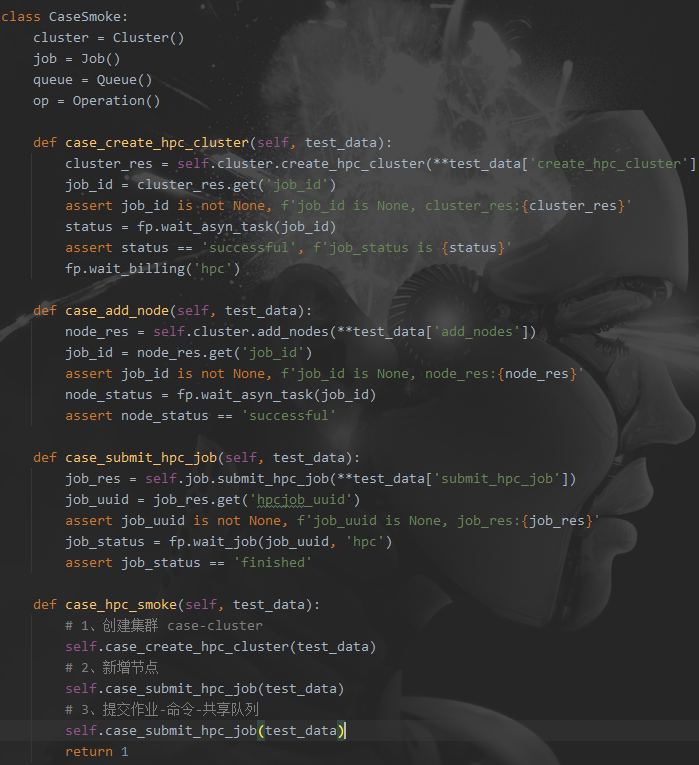 class CaseSmoke:
    cluster = Cluster()
    job = Job()
    queue = Queue()
    op = Operation()

    def case_create_hpc_cluster(self, test_data):
        cluster_res = self.cluster.create_hpc_cluster(**test_data['create_hpc_cluster']
        job_id = cluster_res.get('job_id')
        assert job_id is not None, f'job_id is None, cluster_res:{cluster_res}'
        status = fp.wait_asyn_task(job_id)
        assert status == 'successful', f'job_status is {status}'
        fp.wait_billing('hpc')

    def case_add_node(self, test_data):
        node_res = self.cluster.add_nodes(**test_data['add_nodes'])
        job_id = node_res.get('job_id')
        assert job_id is not None, f'job_id is None, node_res:{node_res}'
        node_status = fp.wait_asyn_task(job_id)
        assert node_status == 'successful'

    def case_submit_hpc_job(self, test_data):
        job_res = self.job.submit_hpc_job(**test_data['submit_hpc_job'])
        job_uuid = job_res.get('hpcjob_uuid')
        assert job_uuid is not None, f'job_uuid is None, job_res:{job_res}'
        job_status = fp.wait_job(job_uuid, 'hpc')
        assert job_status == 'finished'

    def case_hpc_smoke(self, test_data):
        # 1、创建集群 case-cluster
        self.case_create_hpc_cluster(test_data)
        # 2、新增节点
        self.case_submit_hpc_job(test_data)
        # 3、提交作业-命令-共享队列
        self.case_submit_hpc_job(test_data)
        return 1